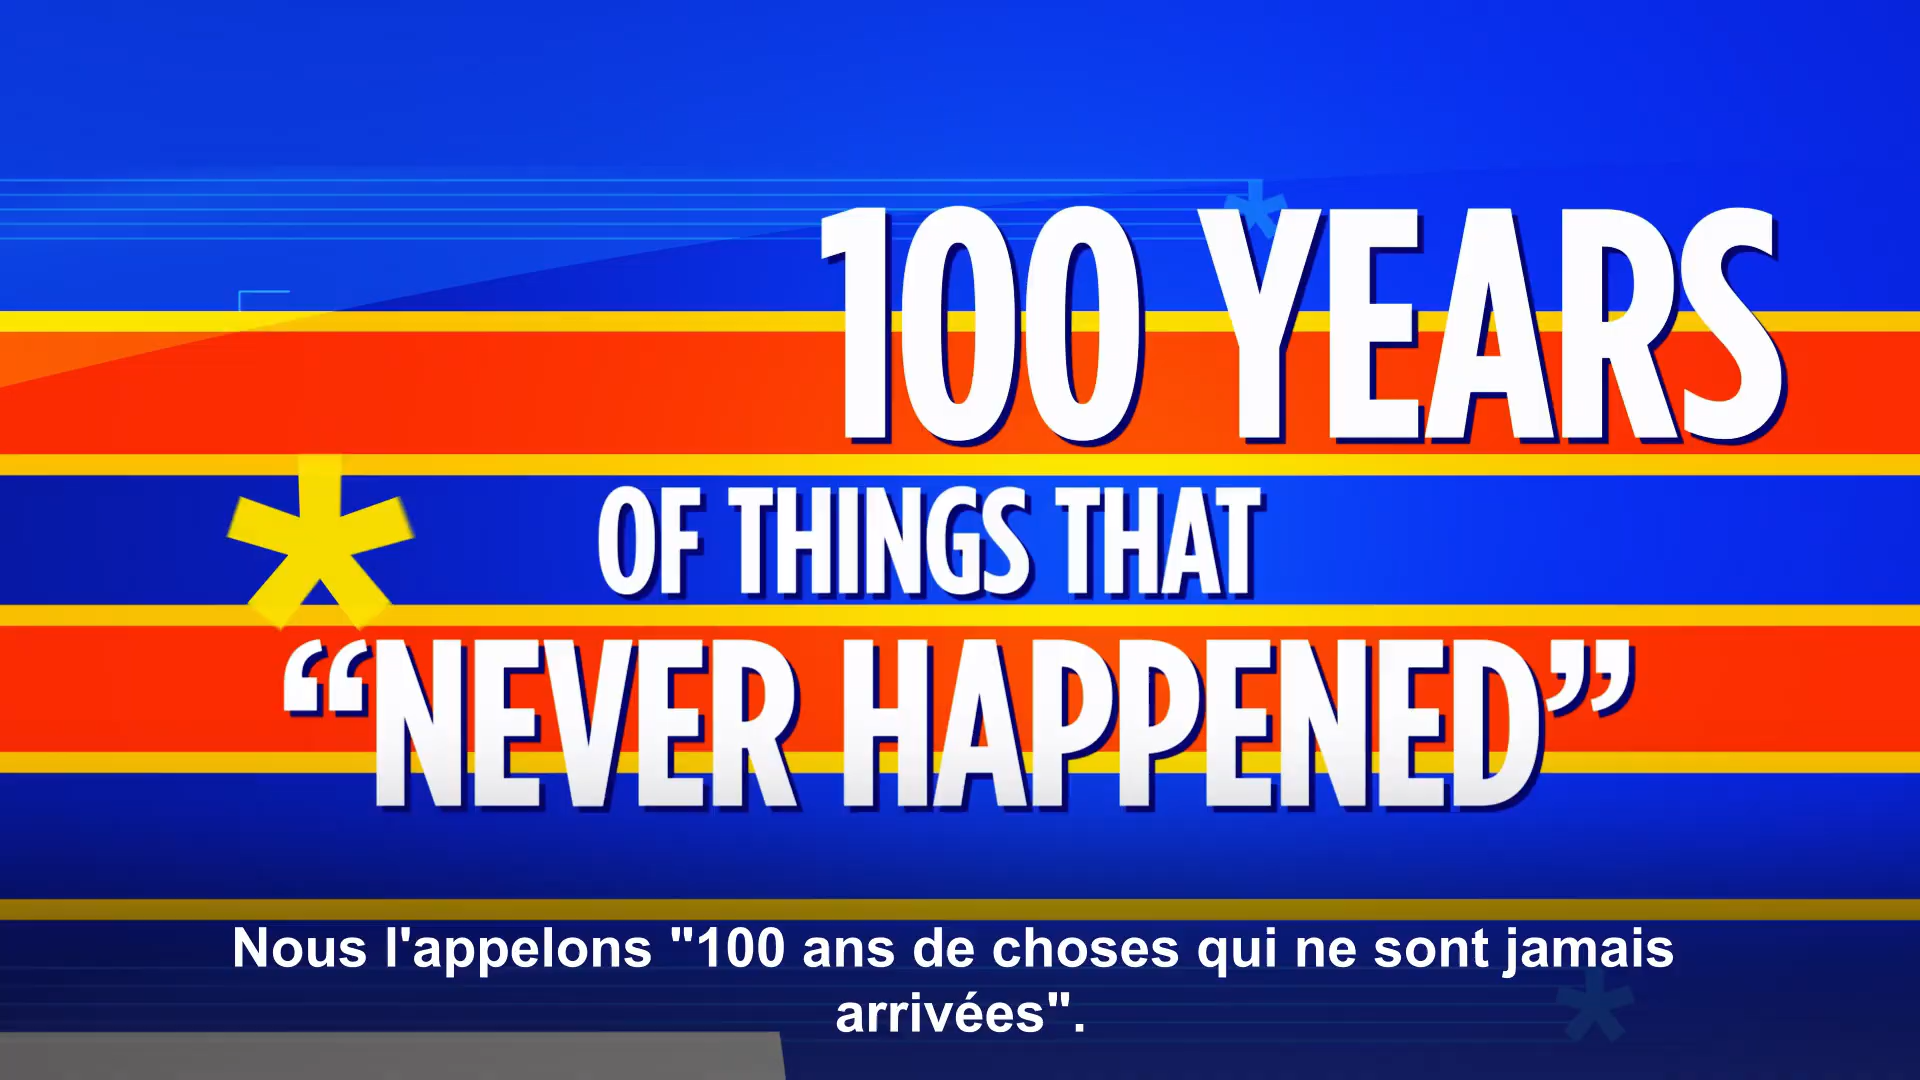 100 YEARS
OF THINGS THAT
“NEVER HAPPENED”
Nous l'appelons "100 ans de choses qui ne sont jamais
arrivées".